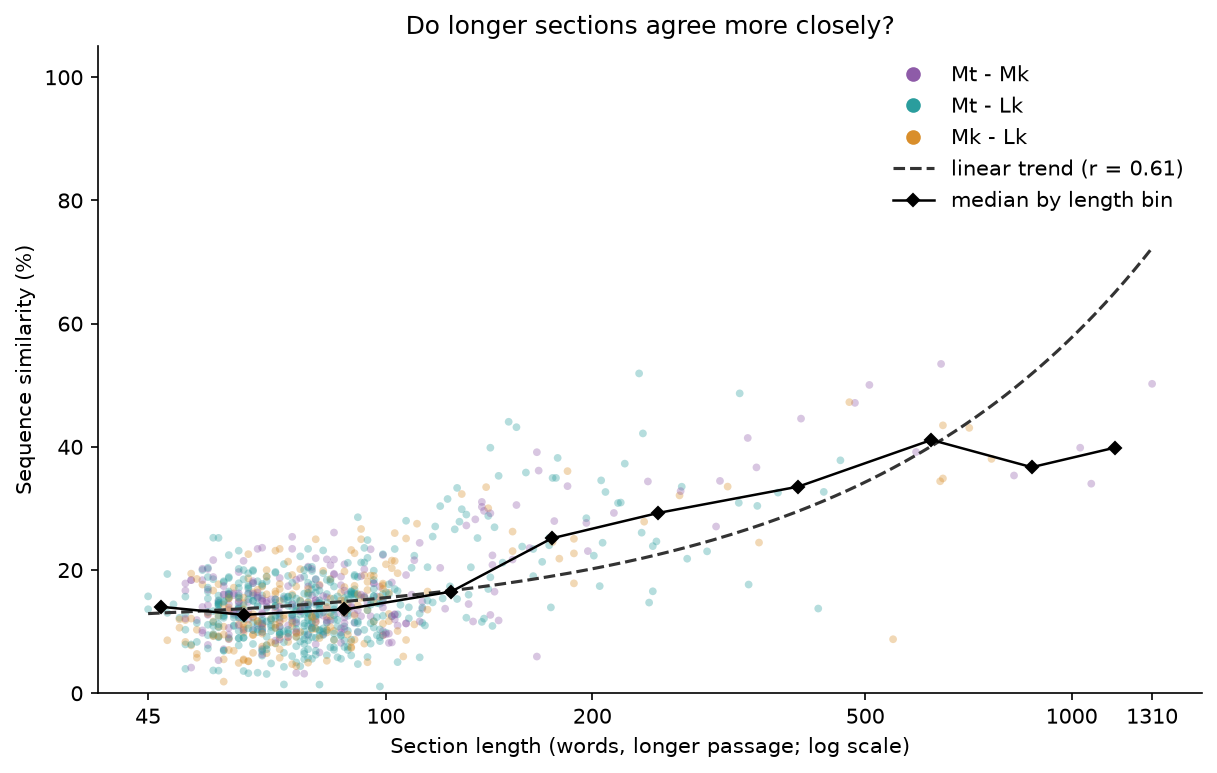 Do longer sections agree more closely?
Mt - Mk
Mt - Lk
Mk - Lk
linear trend (r = 0.61)
median by length bin
Sequence similarity (%)
100
80
60
40
20
0
45
100
200
500
1000
1310
Section length (words, longer passage; log scale)